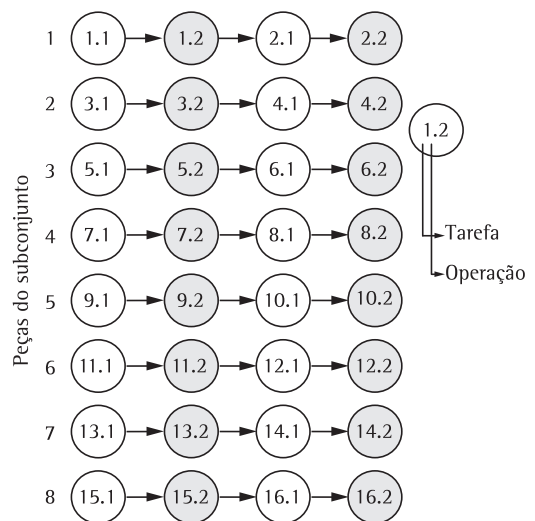 1 1.1 1.2 2.1 2.2
2 3.1 3.2 4.1 4.2
3 5.1 5.2 6.1 6.2
4 7.1 7.2 8.1 8.2
5 9.1 9.2 10.1 10.2
6 11.1 11.2 12.1 12.2
7 13.1 13.2 14.1 14.2
8 15.1 15.2 16.1 16.2
Peças do subconjunto
1.2
Tarefa
Operação